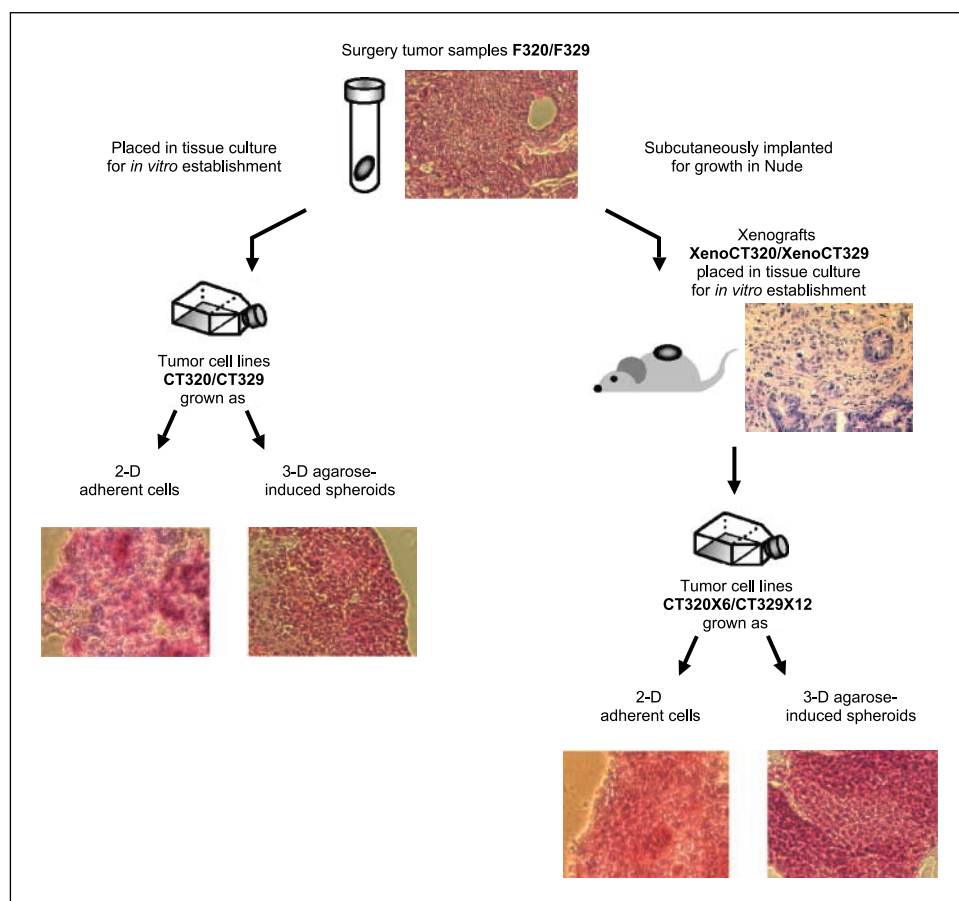 Surgery tumor samples F320/F329
Placed in tissue culture
for in vitro establishment
Subcutaneously implanted
for growth in Nude
Xenografts
XenoCT320/XenoCT329
placed in tissue culture
for in vitro establishment
Tumor cell lines
CT320/CT329
grown as
2-D
adherent cells
3-D agarose-
induced spheroids
Tumor cell lines
CT320X6/CT329X12
grown as
2-D
adherent cells
3-D agarose-
induced spheroids